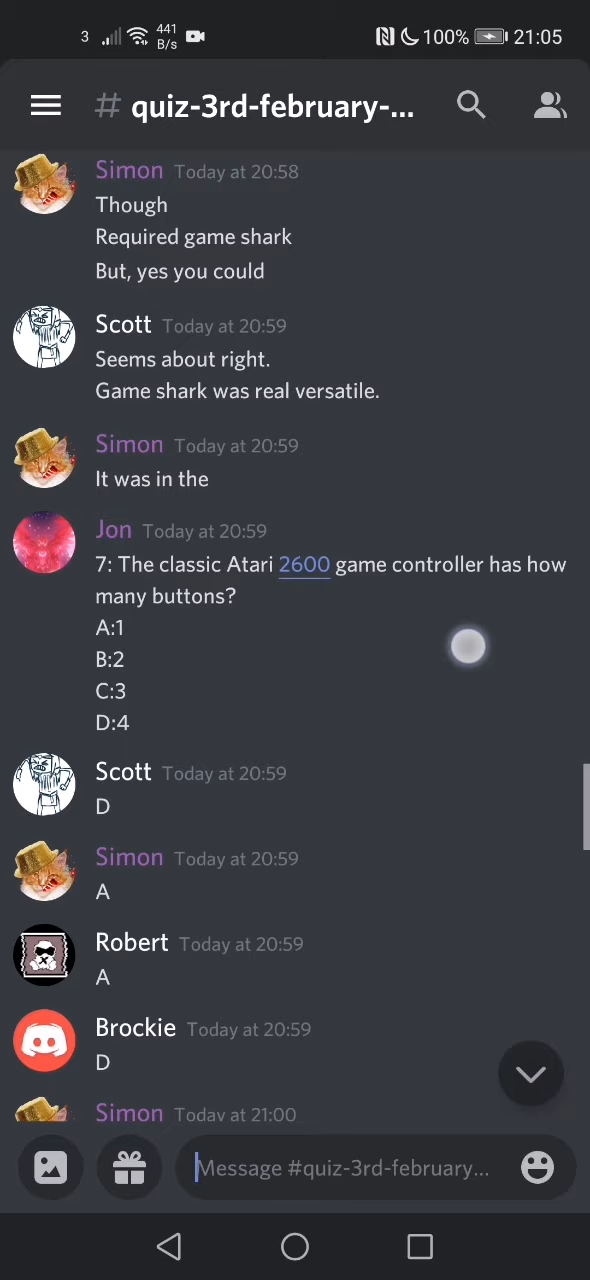 3 441 B/s 100% 21:05
# quiz-3rd-february-...
Simon Today at 20:58
Though
Required game shark
But, yes you could
Scott Today at 20:59
Seems about right.
Game shark was real versatile.
Simon Today at 20:59
It was in the
Jon Today at 20:59
7: The classic Atari 2600 game controller has how
many buttons?
A:1
B:2
C:3
D:4
Scott Today at 20:59
D
Simon Today at 20:59
A
Robert Today at 20:59
A
Brockie Today at 20:59
D
Simon Today at 21:00
Message #quiz-3rd-february...